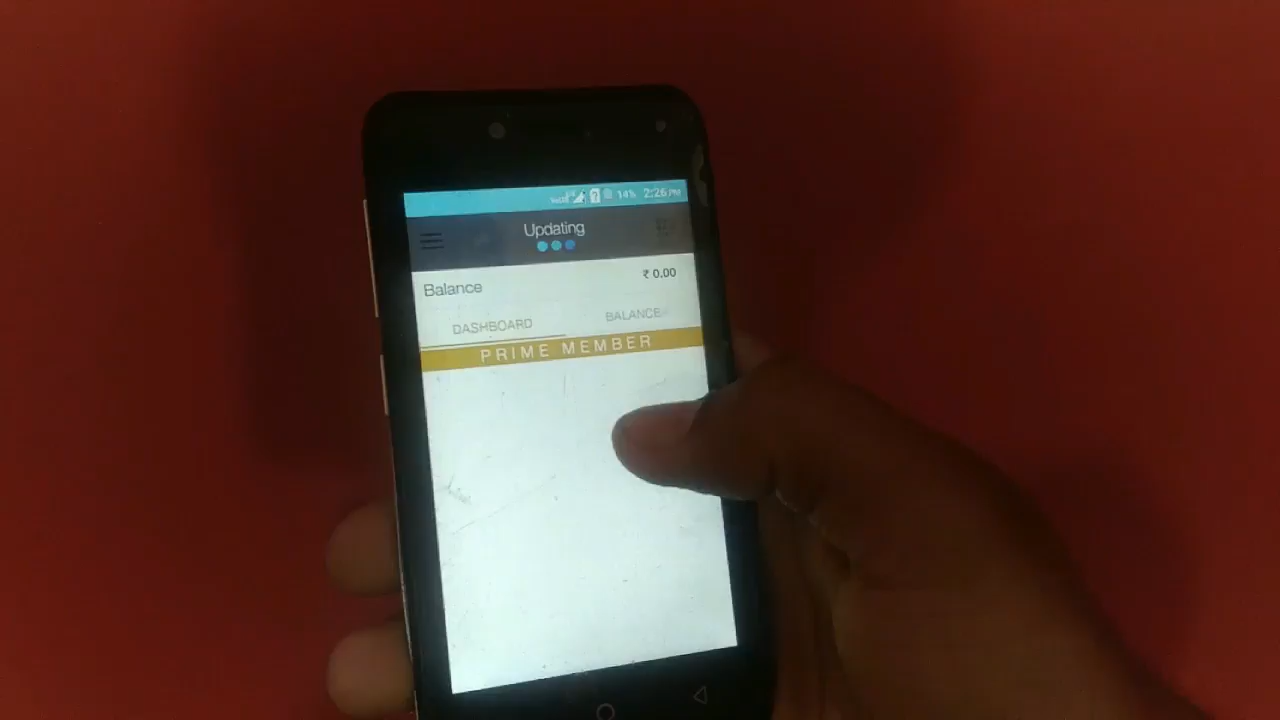 14% 2:26 PM
Updating
Balance ₹ 0.00
DASHBOARD BALANCE
PRIME MEMBER